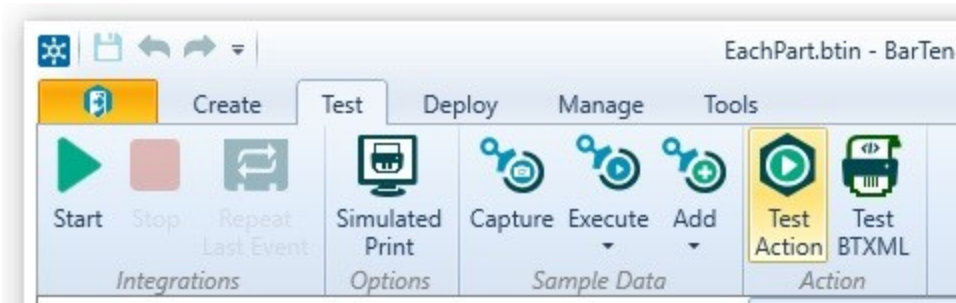 EachPart.btin - BarTen
Create Test Deploy Manage Tools
Start Stop Repeat Last Event Simulated Print Capture Execute Add Test Action Test BTXML
Integrations Options Sample Data Action